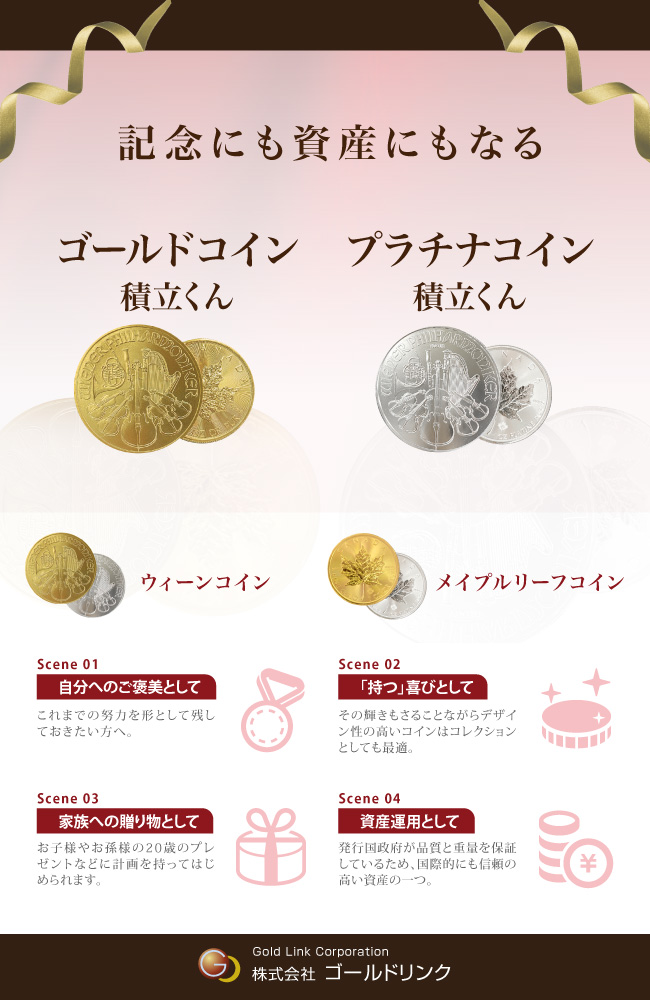 記念にも資産にもなる
ゴールドコイン
積立くん
プラチナコイン
積立くん
WIENER PHILHARMONIKER
WIENER PHILHARMONIKER
ウィーンコイン
メイプルリーフコイン
Scene 01
自分へのご褒美として
これまでの努力を形として残し
ておきたい方へ。
Scene 02
「持つ」喜びとして
その輝きもさることながらデザイ
ン性の高いコインはコレクション
としても最適。
Scene 03
家族への贈り物として
お子様やお孫様の20歳のプレ
ゼントなどに計画を持ってはじ
められます。
Scene 04
資産運用として
発行国政府が品質と重量を保証
しているため、国際的にも信頼の
高い資産の一つ。
¥
Gold Link Corporation
株式会社 ゴールドリンク